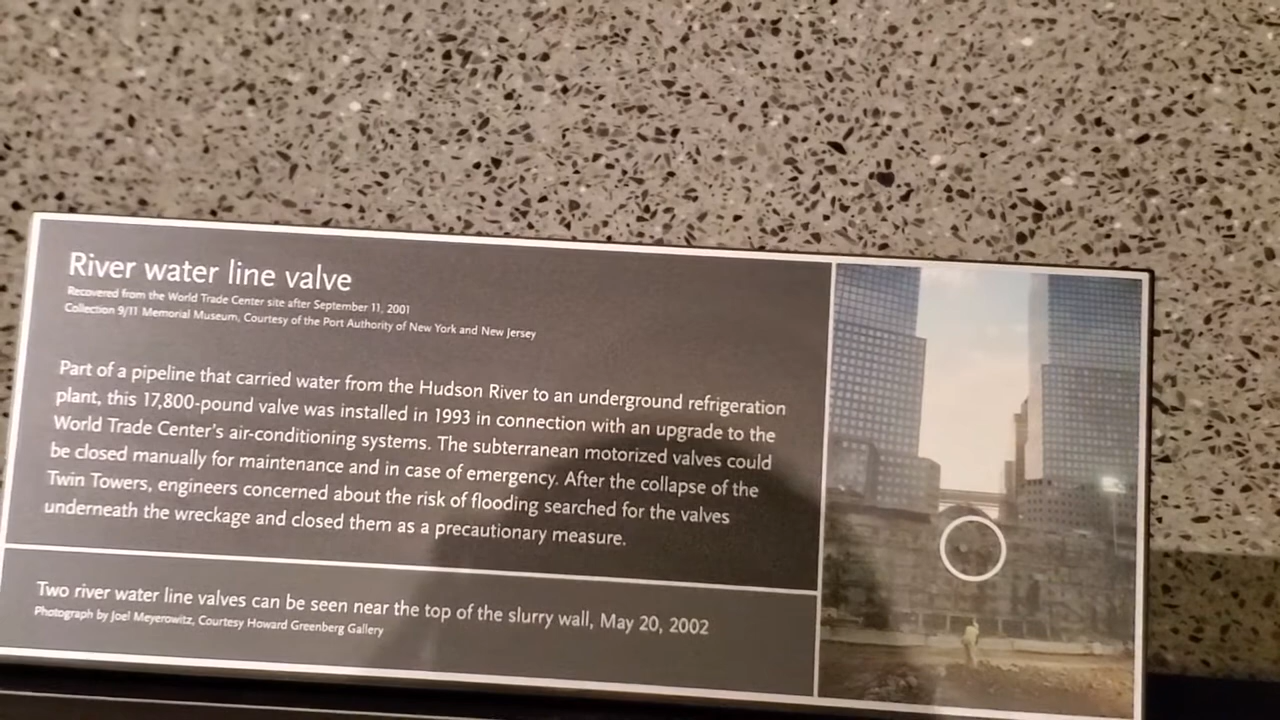 River water line valve
Recovered from the World Trade Center site after September 11, 2001
Collection 9/11 Memorial Museum, Courtesy of the Port Authority of New York and New Jersey
Part of a pipeline that carried water from the Hudson River to an underground refrigeration
plant, this 17,800-pound valve was installed in 1993 in connection with an upgrade to the
World Trade Center's air-conditioning systems. The subterranean motorized valves could
be closed manually for maintenance and in case of emergency. After the collapse of the
Twin Towers, engineers concerned about the risk of flooding searched for the valves
underneath the wreckage and closed them as a precautionary measure.
Two river water line valves can be seen near the top of the slurry wall, May 20, 2002
Photograph by Joel Meyerowitz, Courtesy Howard Greenberg Gallery